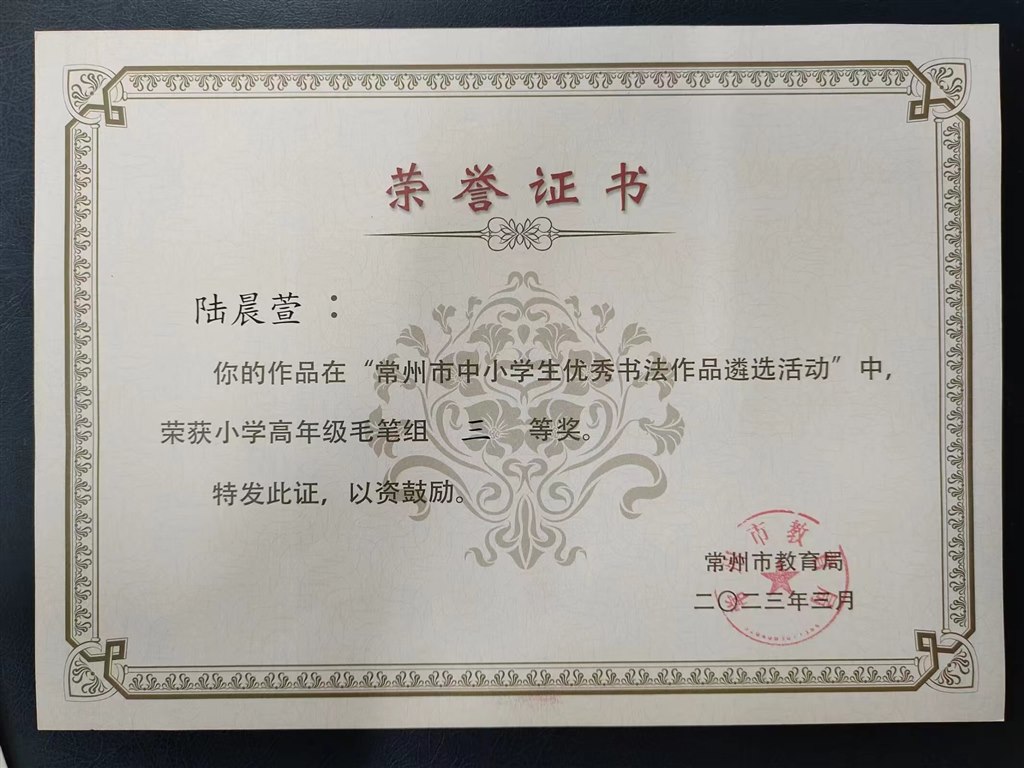 荣誉证书
陆晨萱：
你的作品在“常州市中小学生优秀书法作品遴选活动”中，
荣获小学高年级毛笔组 三 等奖。
特发此证，以资鼓励。
常州市教育局
二〇二三年三月